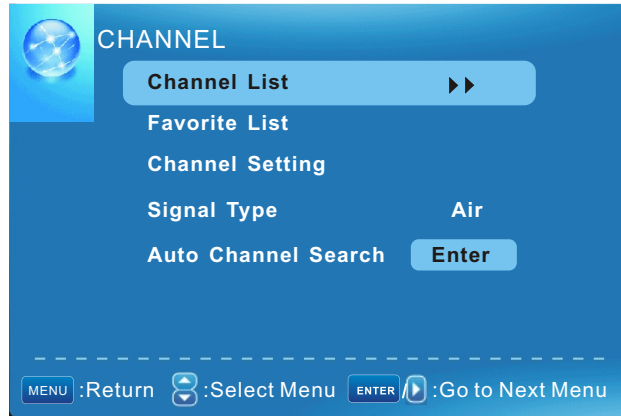 CHANNEL
Channel List
Favorite List
Channel Setting
Signal Type Air
Auto Channel Search Enter
MENU :Return :Select Menu ENTER / :Go to Next Menu